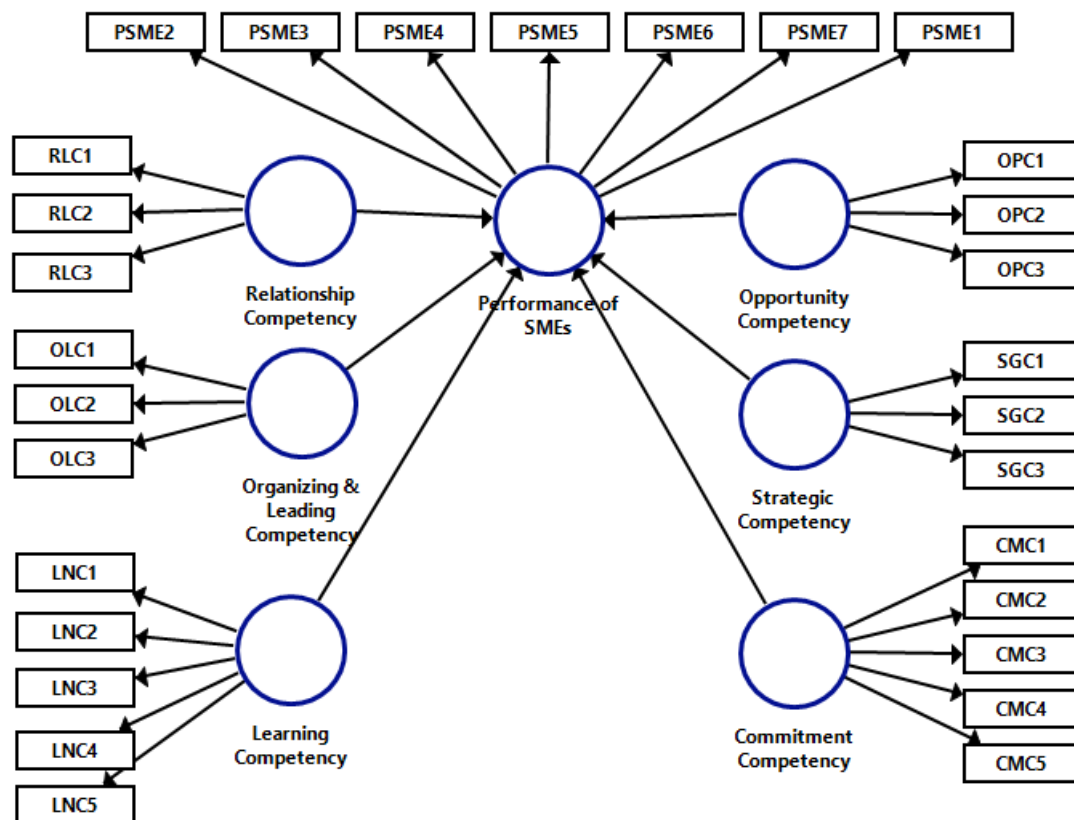 PSME2
PSME3
PSME4
PSME5
PSME6
PSME7
PSME1
RLC1
RLC2
RLC3
Relationship
Competency
Performance of
SMEs
Opportunity
Competency
OPC1
OPC2
OPC3
OLC1
OLC2
OLC3
Organizing &
Leading
Competency
Strategic
Competency
SGC1
SGC2
SGC3
LNC1
LNC2
LNC3
LNC4
LNC5
Learning
Competency
Commitment
Competency
CMC1
CMC2
CMC3
CMC4
CMC5